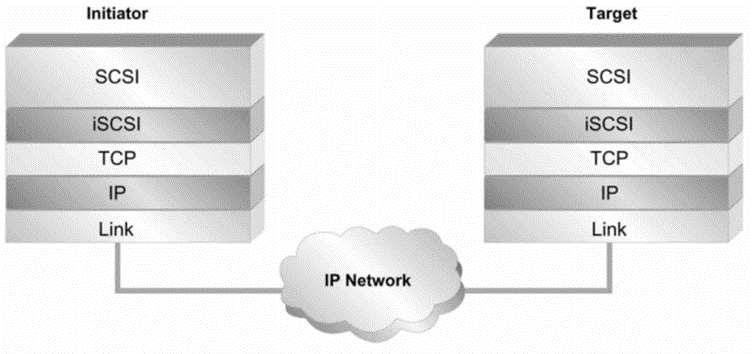 Initiator
SCSI
iSCSI
TCP
IP
Link
Target
SCSI
iSCSI
TCP
IP
Link
IP Network